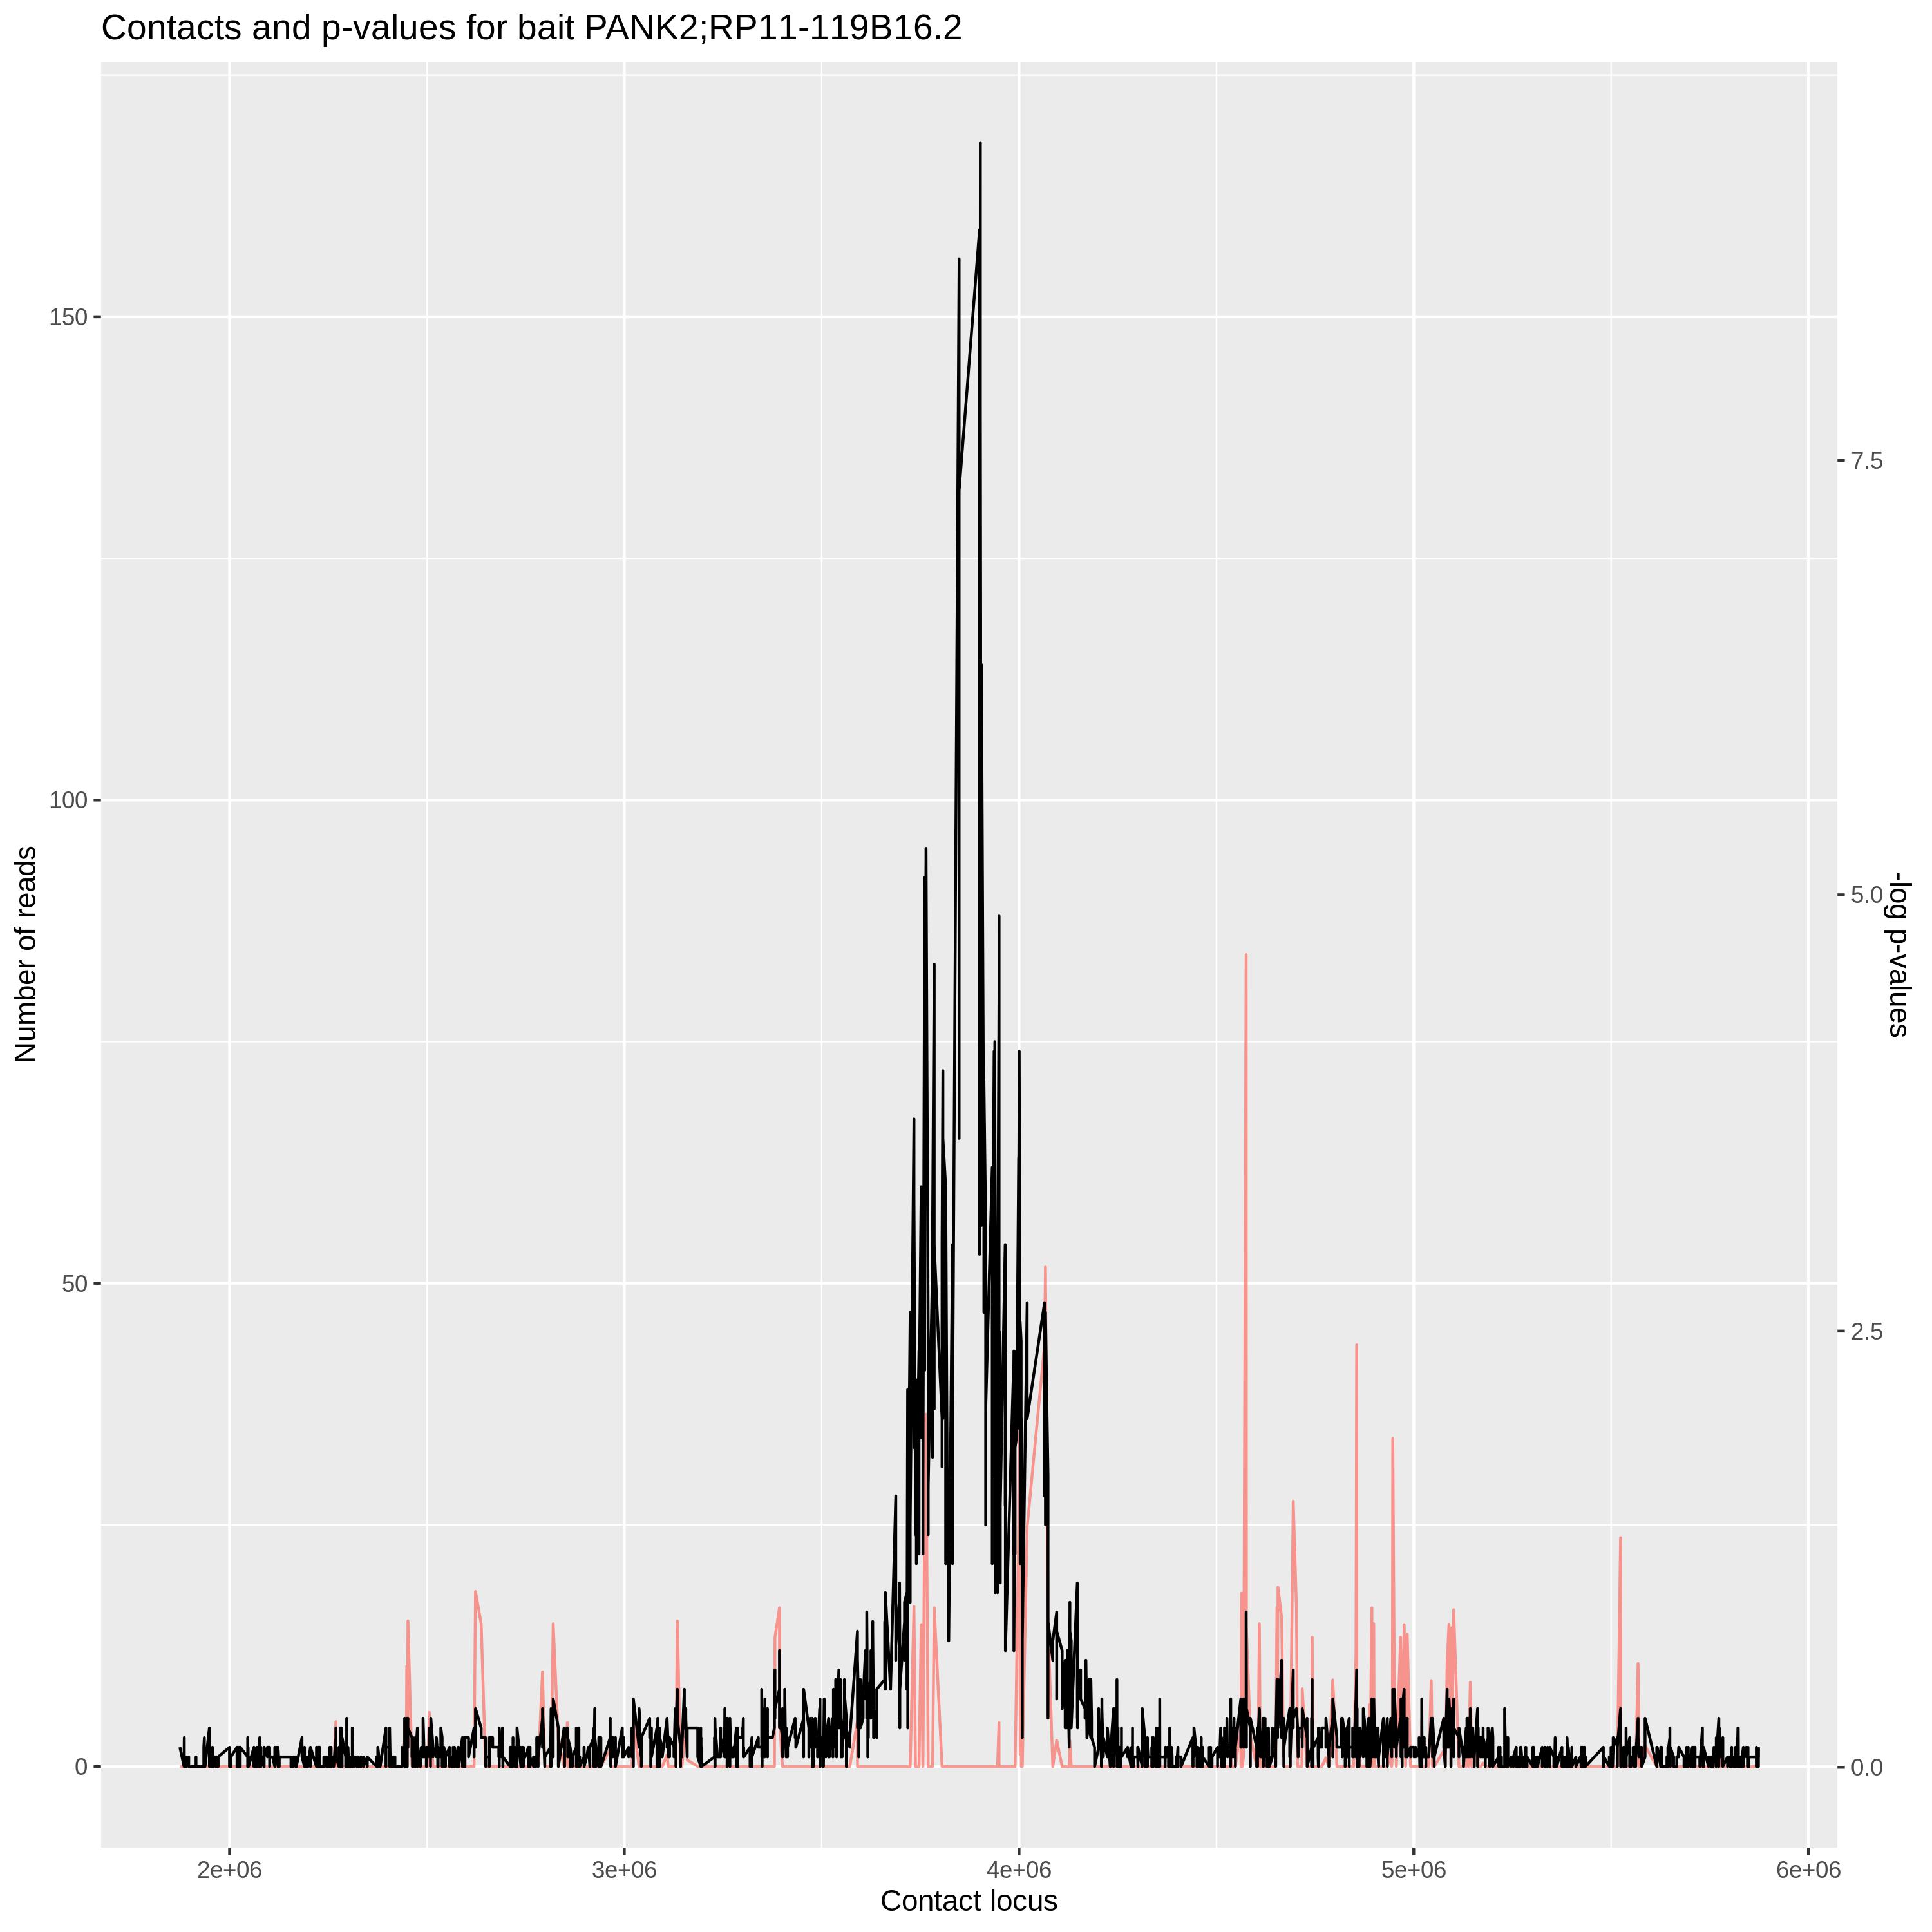 Contacts and p-values for bait PANK2;RP11-119B16.2
150
100
50
0
Number of reads
7.5
5.0
2.5
0.0
-log p-values
2e+06
3e+06
4e+06
5e+06
6e+06
Contact locus